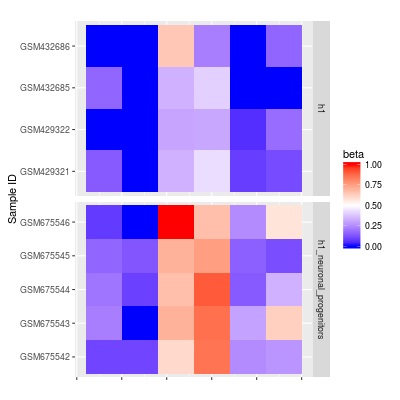 GSM432686
GSM432685
GSM429322
GSM429321
h1
GSM675546
GSM675545
GSM675544
GSM675543
GSM675542
h1_neuronal_progenitors
Sample ID
beta
1.00
0.75
0.50
0.25
0.00